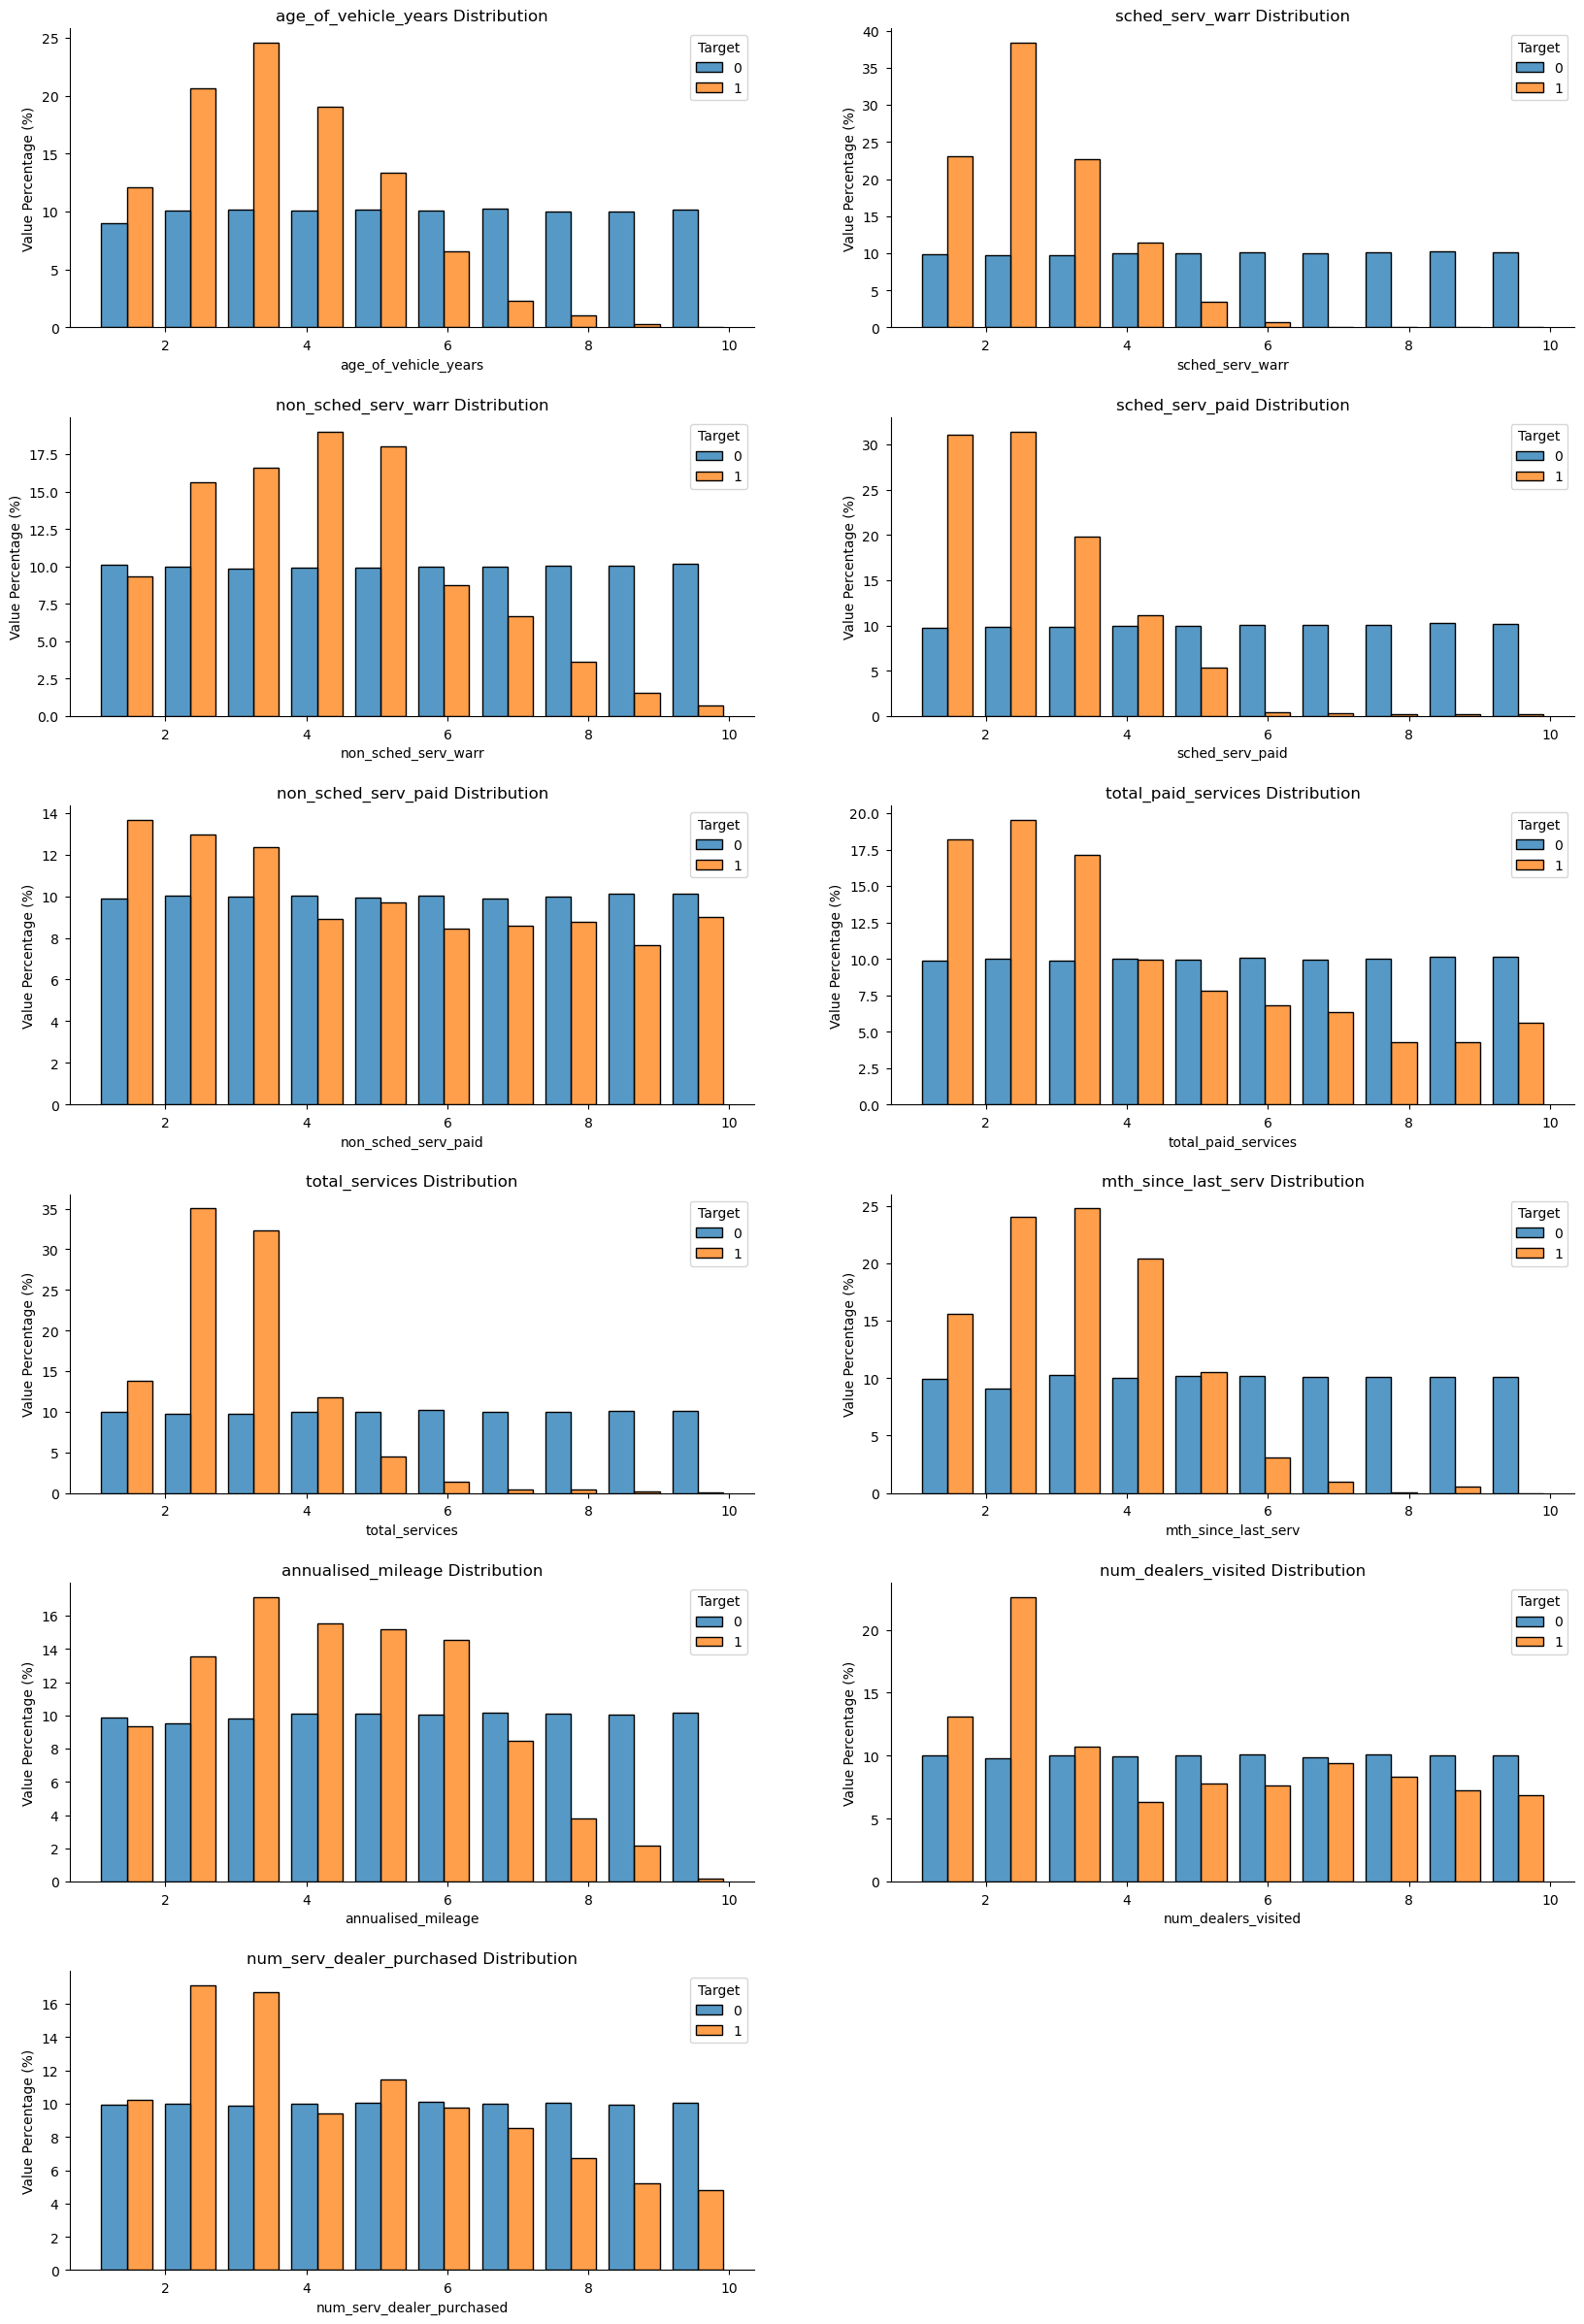 age_of_vehicle_years Distribution
Value Percentage (%)
25
20
15
10
5
0
2 4 6 8 10
age_of_vehicle_years
Target
0
1
sched_serv_warr Distribution
Value Percentage (%)
40
35
30
25
20
15
10
5
0
2 4 6 8 10
sched_serv_warr
Target
0
1
non_sched_serv_warr Distribution
Value Percentage (%)
17.5
15.0
12.5
10.0
7.5
5.0
2.5
0.0
2 4 6 8 10
non_sched_serv_warr
Target
0
1
sched_serv_paid Distribution
Value Percentage (%)
30
25
20
15
10
5
0
2 4 6 8 10
sched_serv_paid
Target
0
1
non_sched_serv_paid Distribution
Value Percentage (%)
14
12
10
8
6
4
2
0
2 4 6 8 10
non_sched_serv_paid
Target
0
1
total_paid_services Distribution
Value Percentage (%)
20.0
17.5
15.0
12.5
10.0
7.5
5.0
2.5
0.0
2 4 6 8 10
total_paid_services
Target
0
1
total_services Distribution
Value Percentage (%)
35
30
25
20
15
10
5
0
2 4 6 8 10
total_services
Target
0
1
mth_since_last_serv Distribution
Value Percentage (%)
25
20
15
10
5
0
2 4 6 8 10
mth_since_last_serv
Target
0
1
annualised_mileage Distribution
Value Percentage (%)
16
14
12
10
8
6
4
2
0
2 4 6 8 10
annualised_mileage
Target
0
1
num_dealers_visited Distribution
Value Percentage (%)
20
15
10
5
0
2 4 6 8 10
num_dealers_visited
Target
0
1
num_serv_dealer_purchased Distribution
Value Percentage (%)
16
14
12
10
8
6
4
2
0
2 4 6 8 10
num_serv_dealer_purchased
Target
0
1